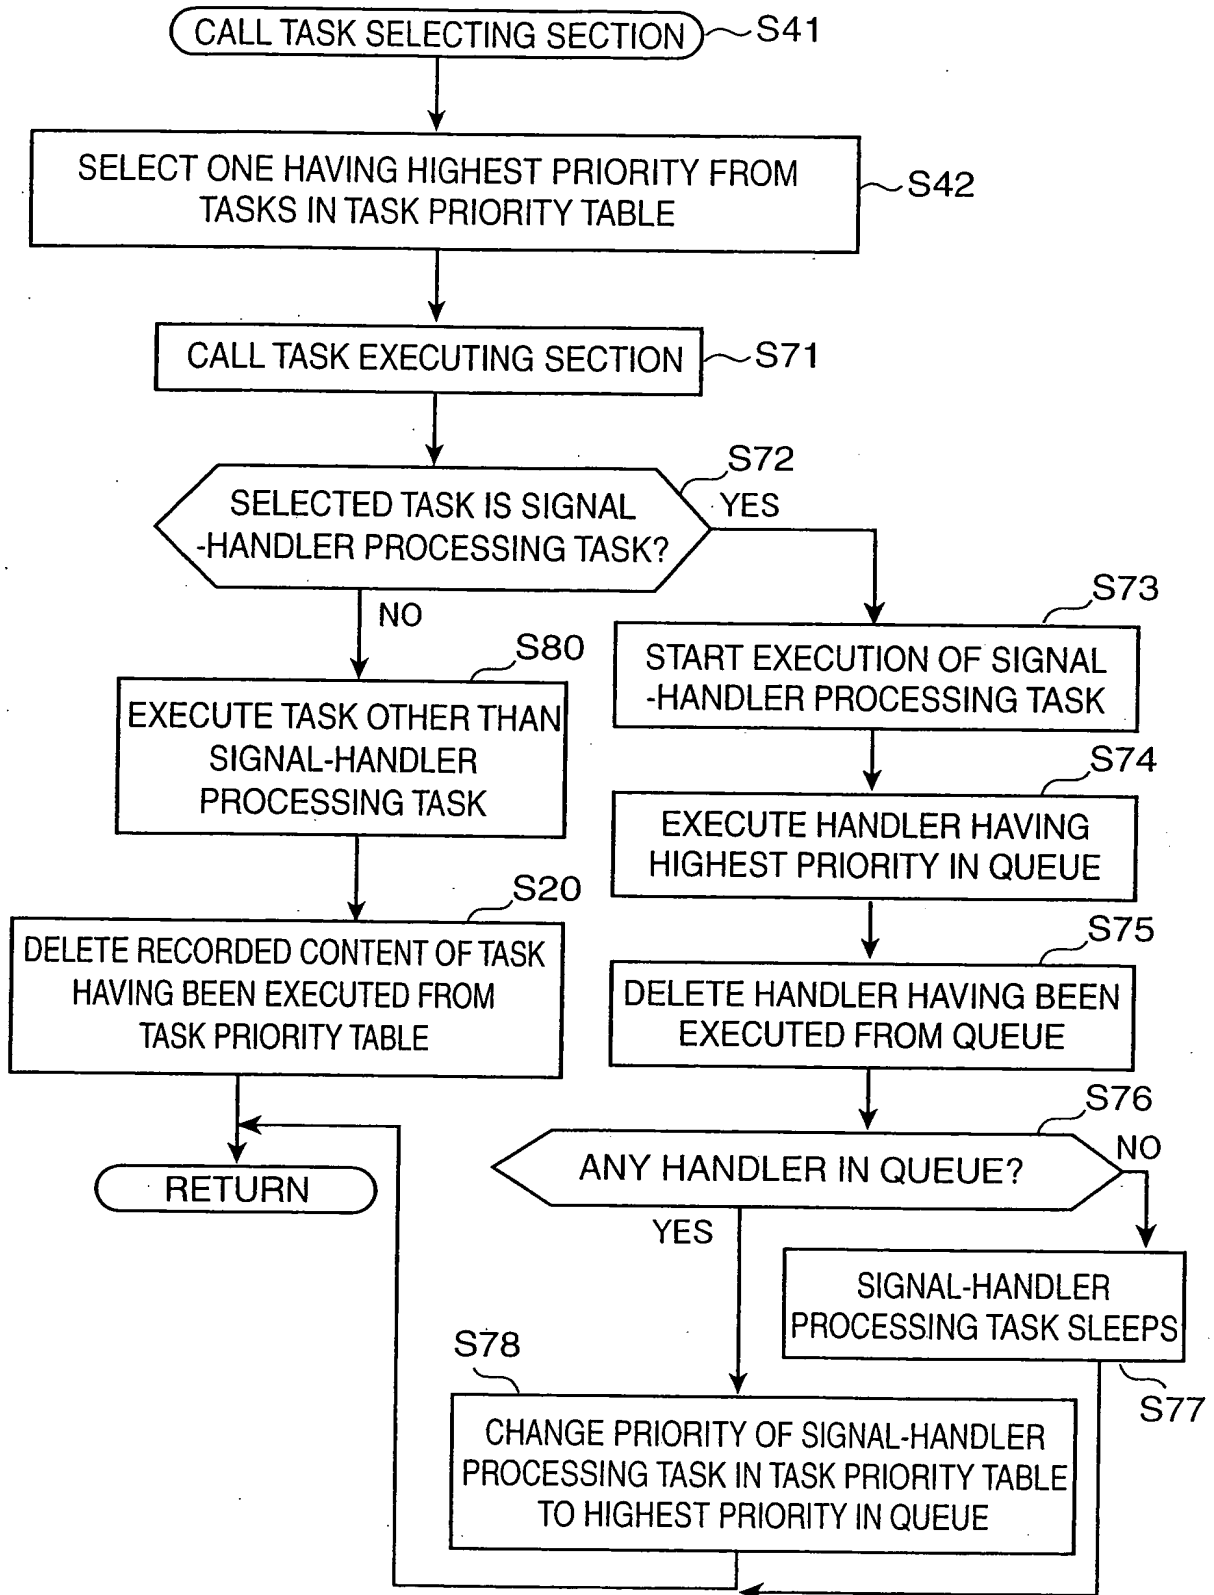 CALL TASK SELECTING SECTION
S41
SELECT ONE HAVING HIGHEST PRIORITY FROM
TASKS IN TASK PRIORITY TABLE
S42
CALL TASK EXECUTING SECTION
S71
S72
SELECTED TASK IS SIGNAL
-HANDLER PROCESSING TASK?
YES
NO
S73
START EXECUTION OF SIGNAL
-HANDLER PROCESSING TASK
S80
EXECUTE TASK OTHER THAN
SIGNAL-HANDLER
PROCESSING TASK
S74
EXECUTE HANDLER HAVING
HIGHEST PRIORITY IN QUEUE
S20
DELETE RECORDED CONTENT OF TASK
HAVING BEEN EXECUTED FROM
TASK PRIORITY TABLE
S75
DELETE HANDLER HAVING BEEN
EXECUTED FROM QUEUE
S76
ANY HANDLER IN QUEUE?
NO
RETURN
YES
SIGNAL-HANDLER
PROCESSING TASK SLEEPS
S77
S78
CHANGE PRIORITY OF SIGNAL-HANDLER
PROCESSING TASK IN TASK PRIORITY TABLE
TO HIGHEST PRIORITY IN QUEUE